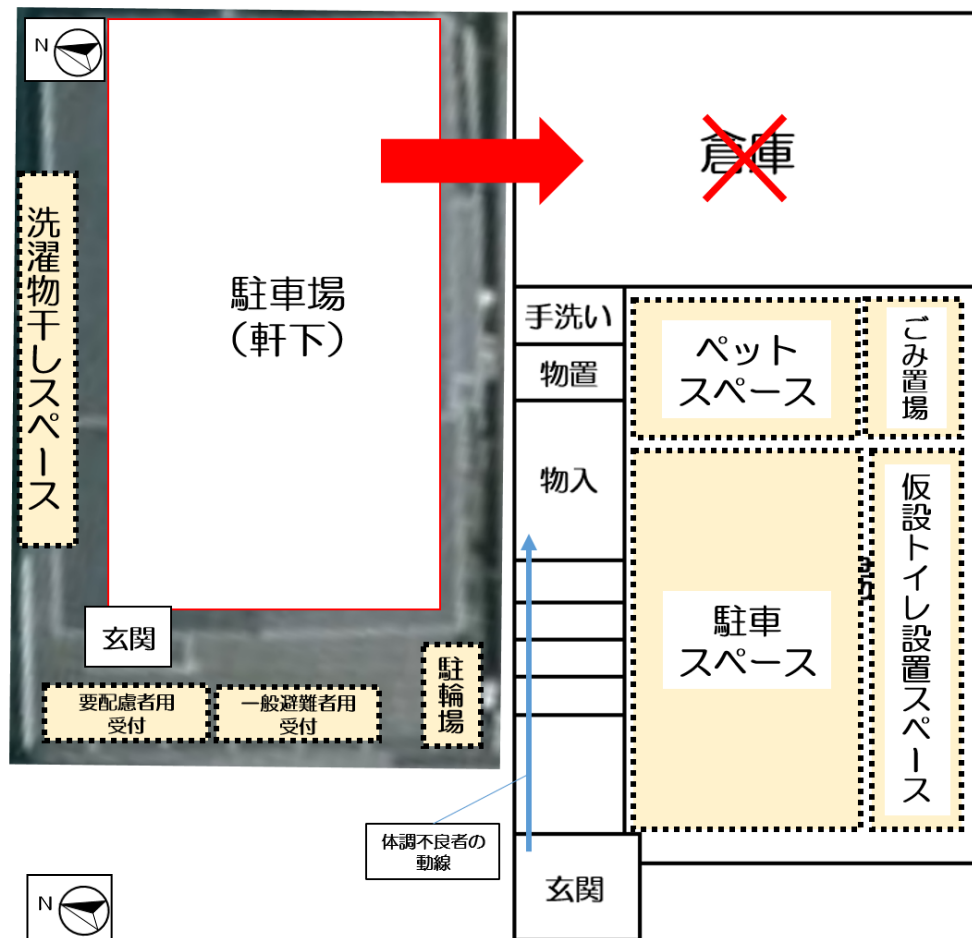 N
洗濯物干しスペース
駐車場
（軒下）
玄関
要配慮者用
受付
一般避難者用
受付
駐輪場
倉庫
手洗い
物置
物入
ペット
スペース
ごみ置場
駐車
スペース
仮設トイレ設置スペース
体調不良者の
動線
玄関
N